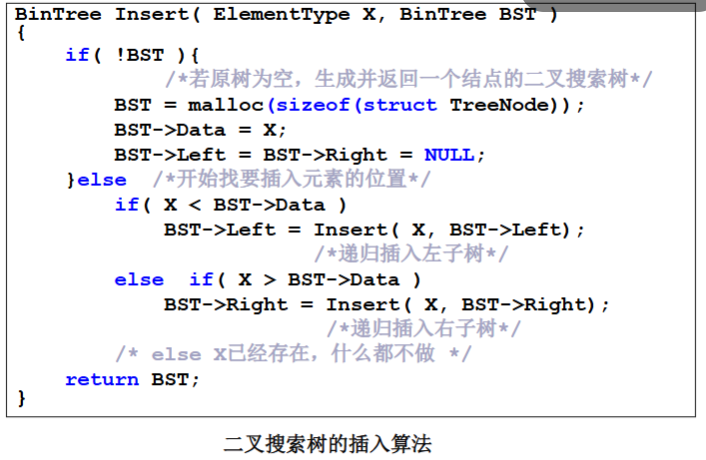 BinTree Insert( ElementType X, BinTree BST )
{
    if( !BST ){
            /*若原树为空，生成并返回一个结点的二叉搜索树*/
        BST = malloc(sizeof(struct TreeNode));
        BST->Data = X;
        BST->Left = BST->Right = NULL;
    }else  /*开始找要插入元素的位置*/
        if( X < BST->Data )
            BST->Left = Insert( X, BST->Left);
                        /*递归插入左子树*/
        else  if( X > BST->Data )
            BST->Right = Insert( X, BST->Right);
                         /*递归插入右子树*/
        /* else X已经存在，什么都不做 */
    return BST;
}
二叉搜索树的插入算法